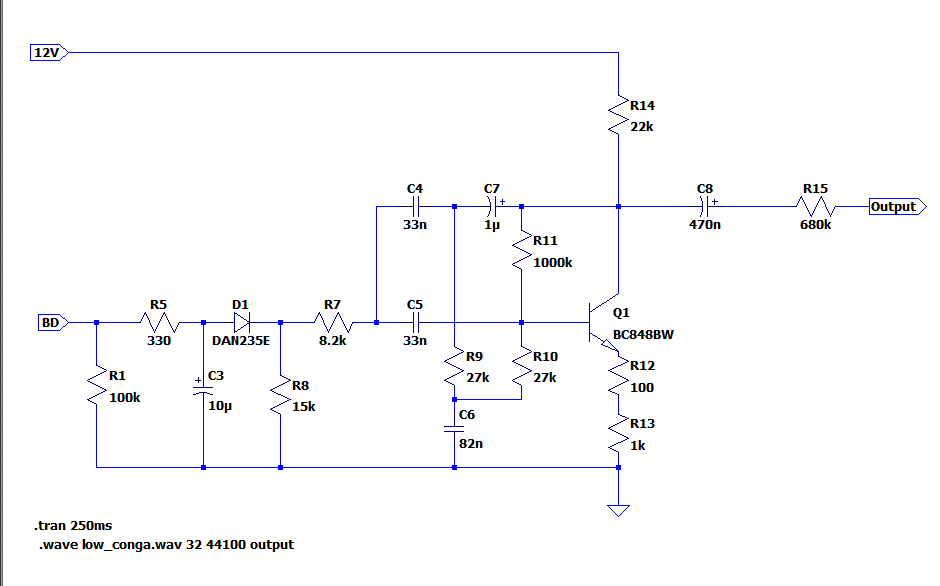 12V
R14
22k
C4
33n
C7
+
1µ
C8
+
470n
R15
680k
Output
R11
1000k
BD
R5
330
D1
DAN235E
R7
8.2k
C5
33n
Q1
BC848BW
R1
100k
+
C3
10µ
R8
15k
R9
27k
R10
27k
R12
100
C6
82n
R13
1k
.tran 250ms
.wave low_conga.wav 32 44100 output